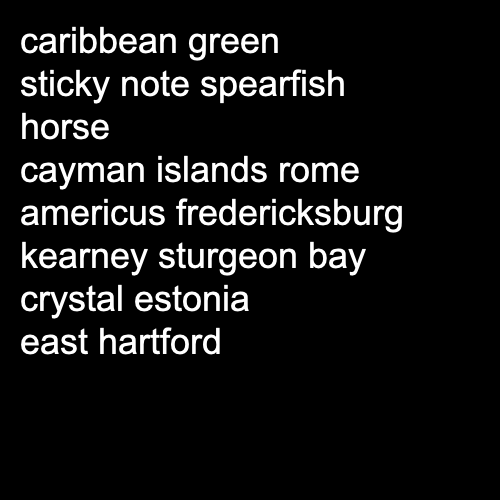 caribbean green
sticky note spearfish
horse
cayman islands rome
americus fredericksburg
kearney sturgeon bay
crystal estonia
east hartford